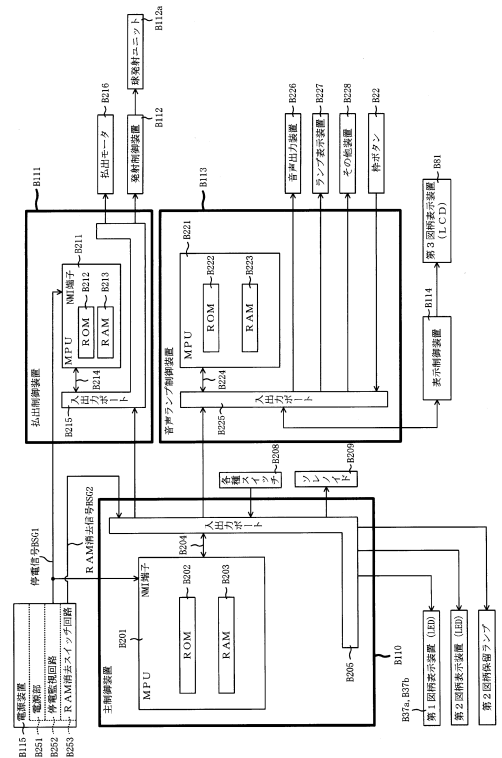 B115
電源装置
B251
電源部
B252
停電監視回路
B253
RAM消去スイッチ回路
停電信号BSG1
RAM消去信号BSG2
B111
払出制御装置
B215
入出力ポート
MPU
NMI端子
B211
ROM
B212
RAM
B213
B214
払出モータ
B216
発射制御装置
B112
球発射ユニット
B112a
B113
音声ランプ制御装置
MPU
B221
ROM
B222
RAM
B223
B224
入出力ポート
B225
音声出力装置
B226
ランプ表示装置
B227
その他装置
B228
枠ボタン
B22
表示制御装置
B114
第3図柄表示装置
(LCD)
B81
主制御装置
B110
MPU
B201
NMI端子
ROM
B202
RAM
B203
B204
入出力ポート
B205
各種スイッチ
B208
ソレノイド
B209
B37a,B37b
第1図柄表示装置(LED)
第2図柄表示装置(LED)
第2図柄保留ランプ